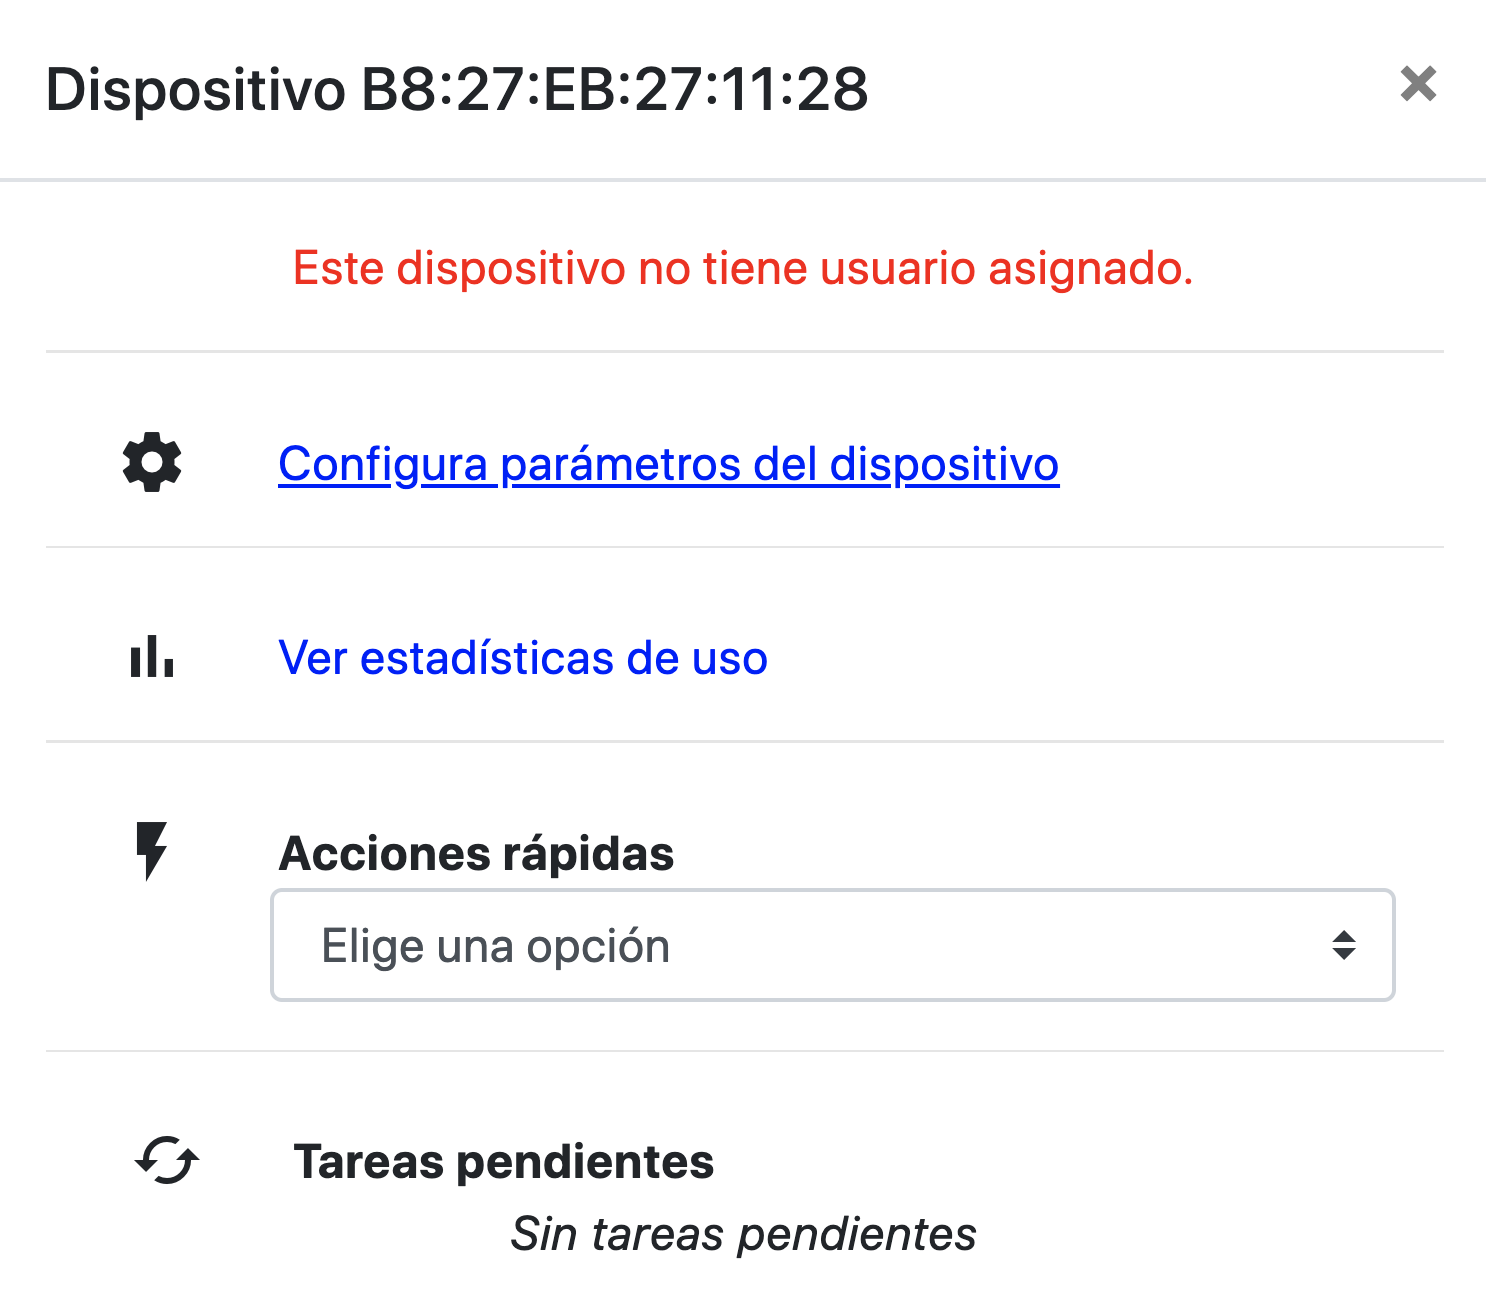 Dispositivo B8:27:EB:27:11:28
Este dispositivo no tiene usuario asignado.
Configura parámetros del dispositivo
Ver estadísticas de uso
Acciones rápidas
Elige una opción
Tareas pendientes
Sin tareas pendientes